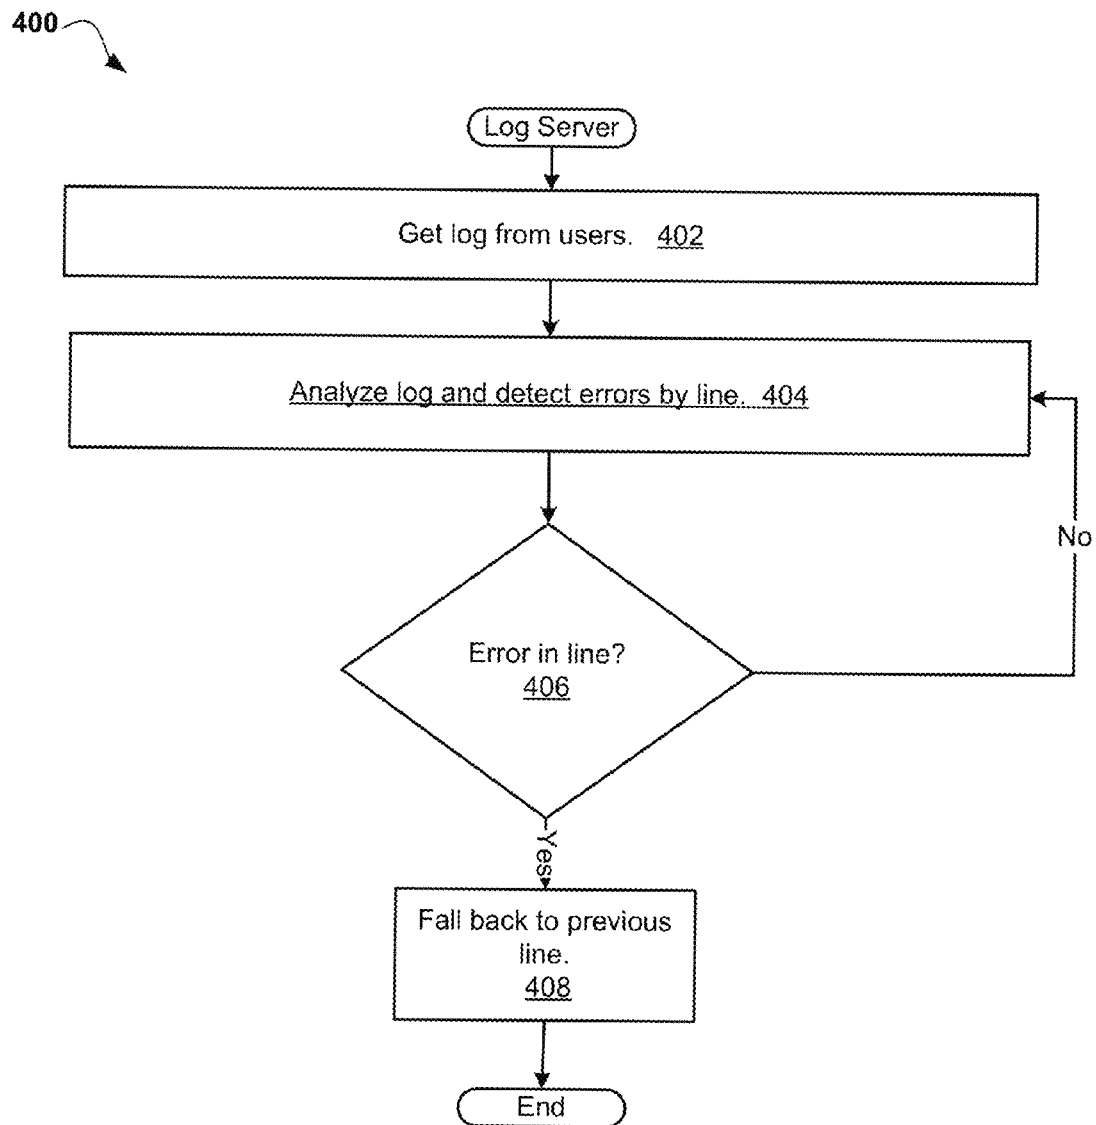 400
Log Server
Get log from users. 402
Analyze log and detect errors by line. 404
No
Error in line?
406
Yes
Fall back to previous
line.
408
End